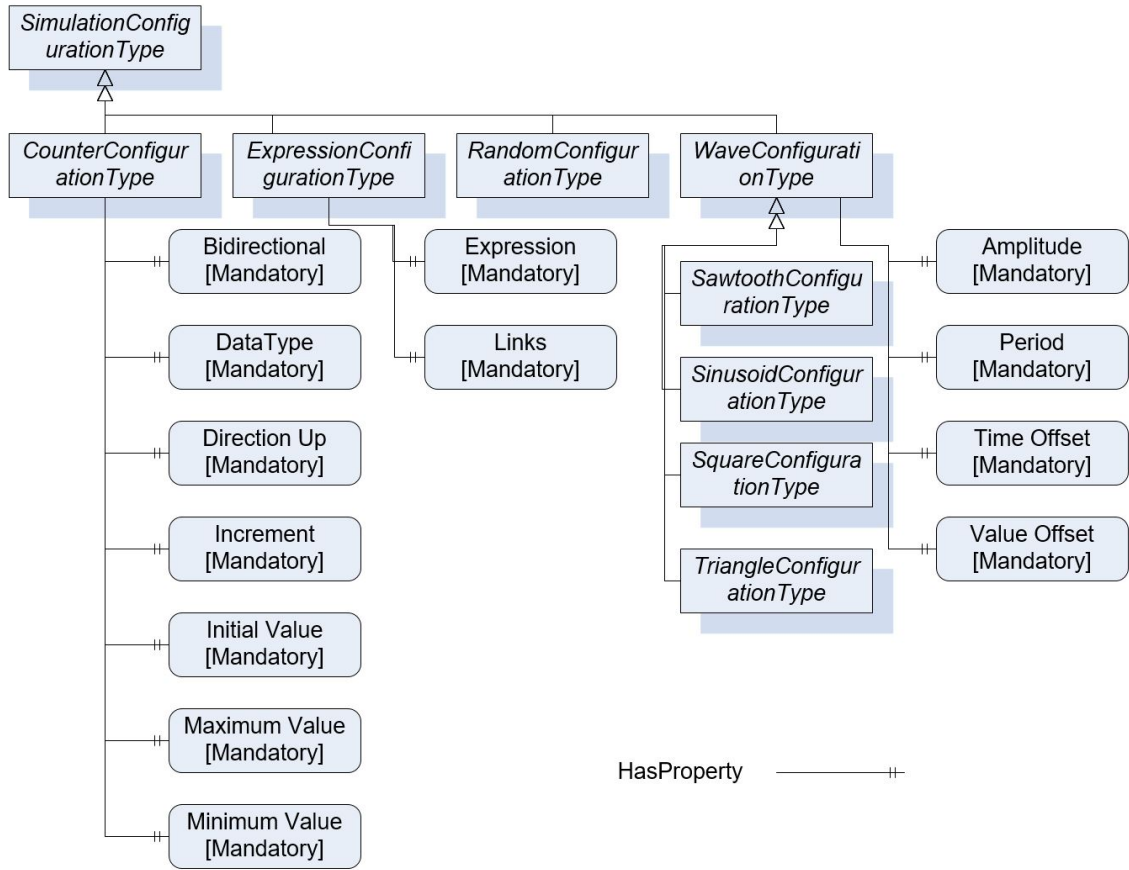 SimulationConfig
urationType
CounterConfigur
ationType
ExpressionConfi
gurationType
RandomConfigur
ationType
WaveConfigurati
onType
Bidirectional
[Mandatory]
DataType
[Mandatory]
Direction Up
[Mandatory]
Increment
[Mandatory]
Initial Value
[Mandatory]
Maximum Value
[Mandatory]
Minimum Value
[Mandatory]
Expression
[Mandatory]
Links
[Mandatory]
SawtoothConfigu
rationType
SinusoidConfigur
ationType
SquareConfigura
tionType
TriangleConfigur
ationType
Amplitude
[Mandatory]
Period
[Mandatory]
Time Offset
[Mandatory]
Value Offset
[Mandatory]
HasProperty